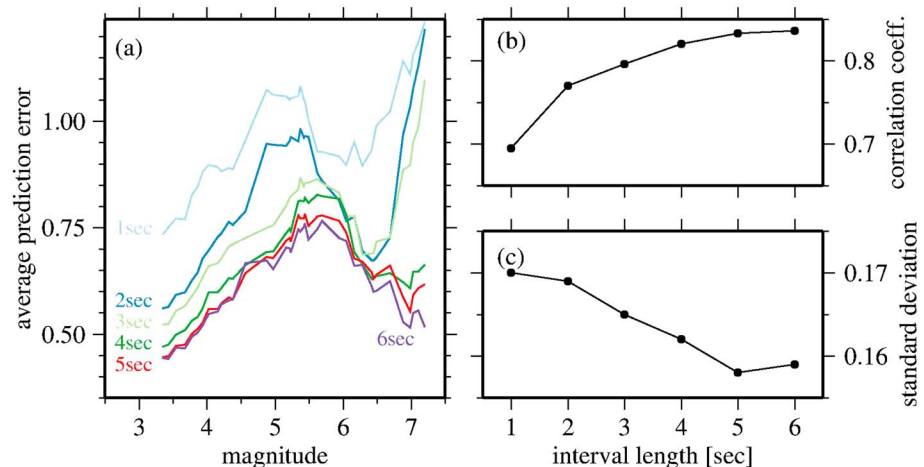 (a)
1.00
0.75
0.50
average prediction error
1sec
2sec
3sec
4sec
5sec
6sec
3 4 5 6 7
magnitude
(b)
0.8
0.7
correlation coeff.
(c)
0.17
0.16
standard deviation
1 2 3 4 5 6
interval length [sec]